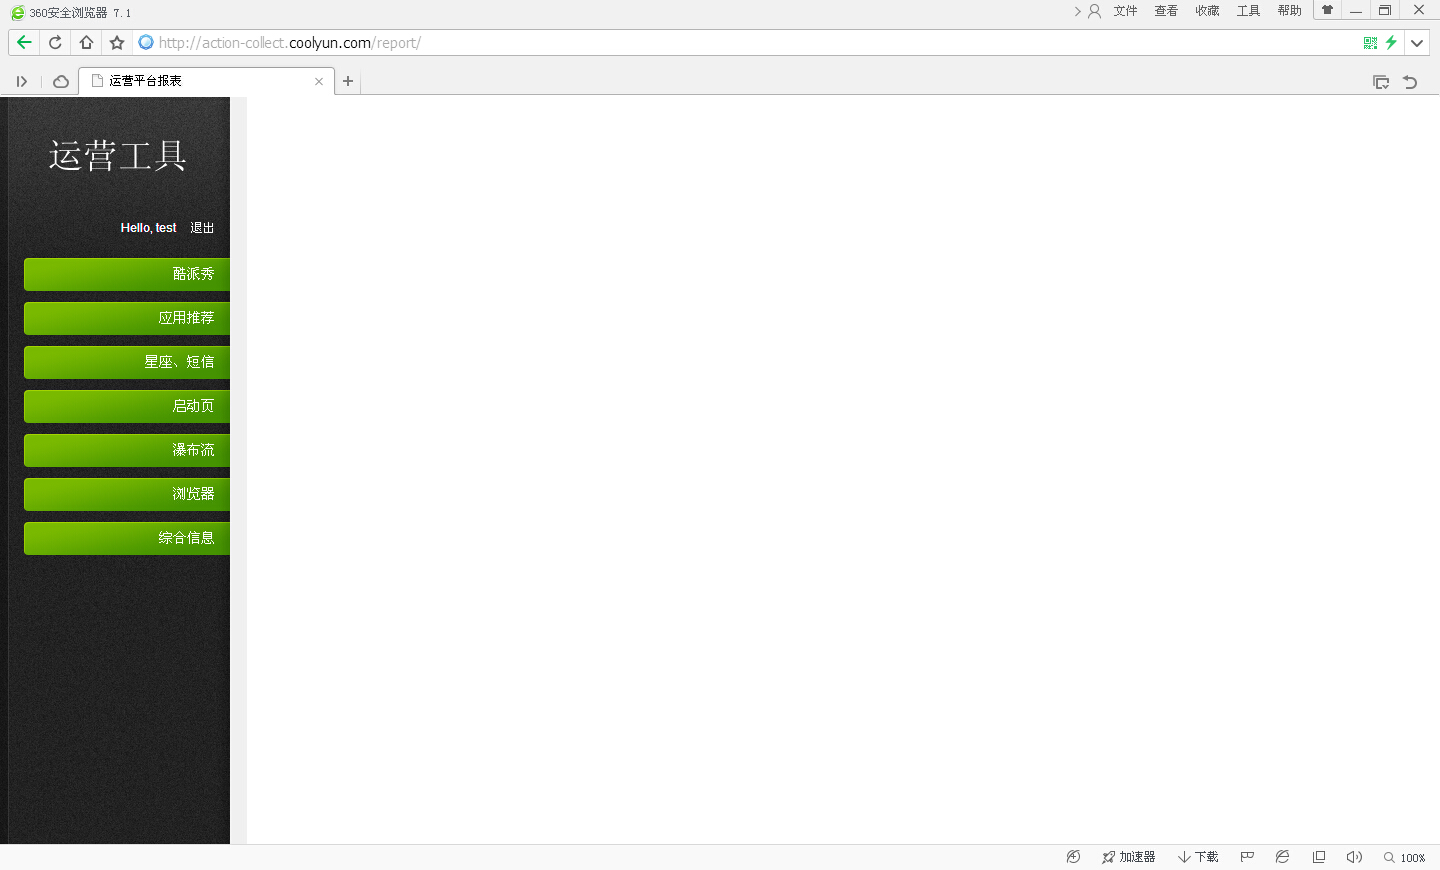 360安全浏览器 7.1
文件 查看 收藏 工具 帮助
http://action-collect.coolyun.com/report/
运营平台报表
运营工具
Hello, test 退出
酷派秀
应用推荐
星座、短信
启动页
瀑布流
浏览器
综合信息
加速器 下载 100%